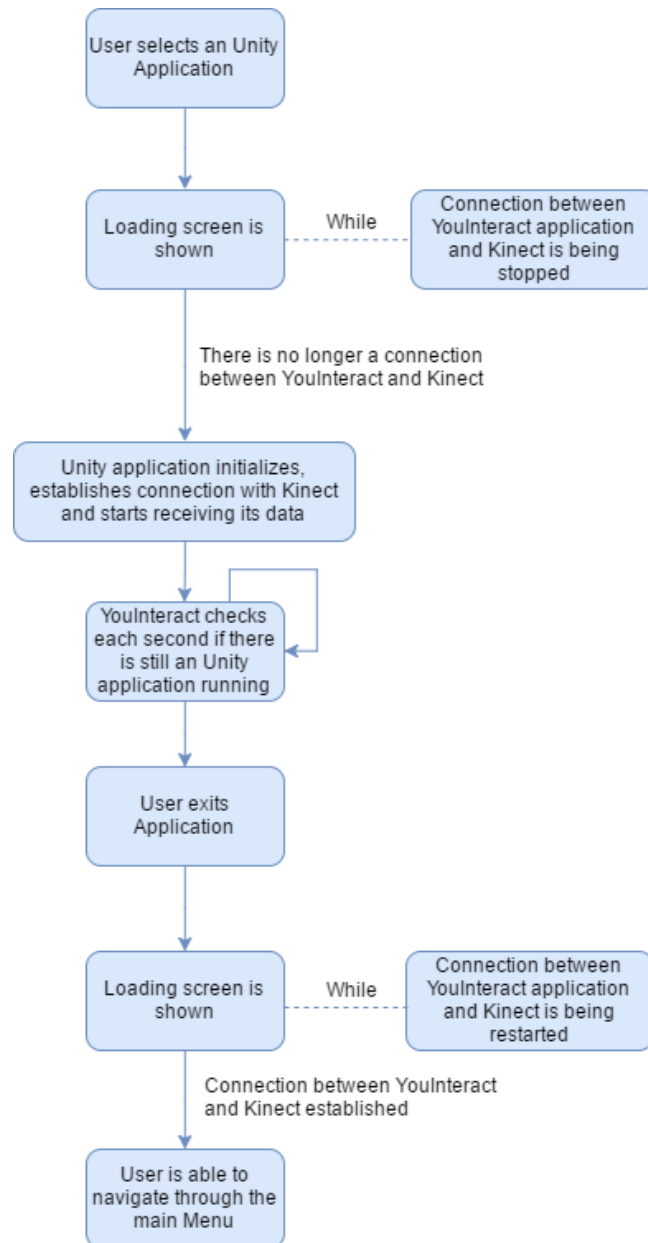 User selects an Unity
Application
Loading screen is
shown
While
Connection between
YouInteract application
and Kinect is being
stopped
There is no longer a connection
between YouInteract and Kinect
Unity application initializes,
establishes connection with Kinect
and starts receiving its data
YouInteract checks
each second if there
is still an Unity
application running
User exits
Application
Loading screen is
shown
While
Connection between
YouInteract application
and Kinect is being
restarted
Connection between YouInteract
and Kinect established
User is able to
navigate through the
main Menu